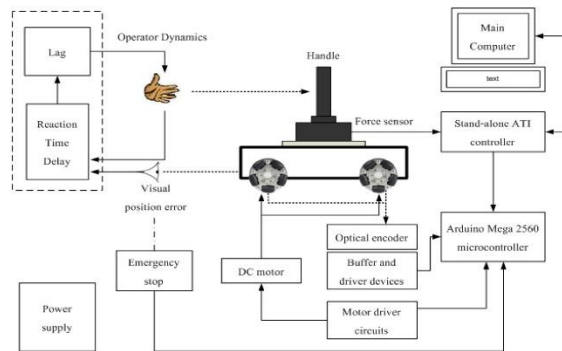 Operator Dynamics
Lag
Reaction
Time
Delay
Visual
position error
Handle
Force sensor
Main
Computer
text
Stand-alone ATI
controller
Arduino Mega 2560
microcontroller
Optical encoder
Buffer and
driver devices
DC motor
Motor driver
circuits
Emergency
stop
Power
supply